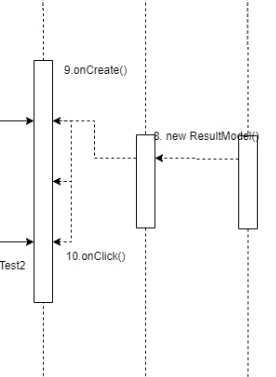 9.onCreate()
8. new ResultModel()
10.onClick()
Test2